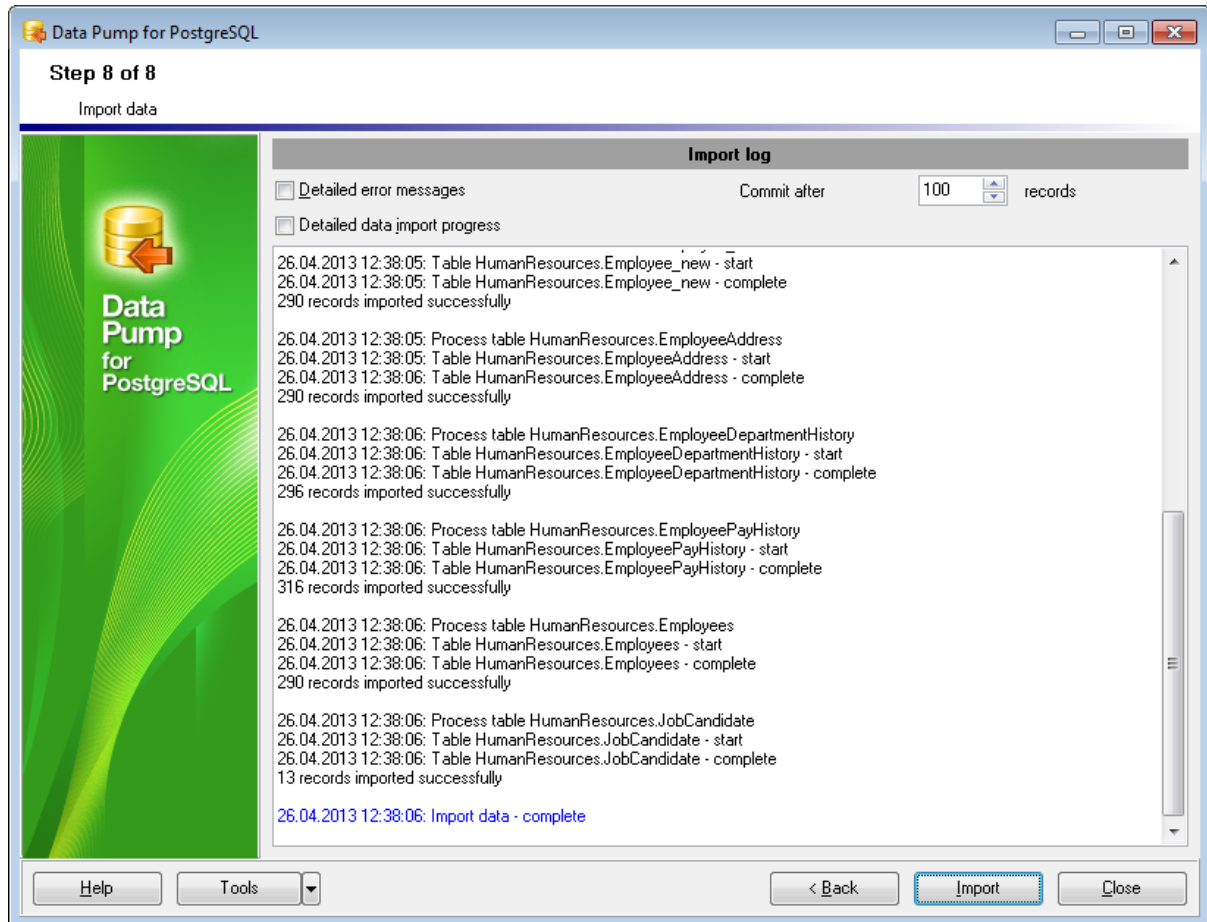 Data Pump for PostgreSQL
Step 8 of 8
Import data
Data
Pump
for
PostgreSQL
Import log
Detailed error messages
Commit after 100 records
Detailed data import progress
26.04.2013 12:38:05: Table HumanResources.Employee_new - start
26.04.2013 12:38:05: Table HumanResources.Employee_new - complete
290 records imported successfully
26.04.2013 12:38:05: Process table HumanResources.EmployeeAddress
26.04.2013 12:38:05: Table HumanResources.EmployeeAddress - start
26.04.2013 12:38:06: Table HumanResources.EmployeeAddress - complete
290 records imported successfully
26.04.2013 12:38:06: Process table HumanResources.EmployeeDepartmentHistory
26.04.2013 12:38:06: Table HumanResources.EmployeeDepartmentHistory - start
26.04.2013 12:38:06: Table HumanResources.EmployeeDepartmentHistory - complete
296 records imported successfully
26.04.2013 12:38:06: Process table HumanResources.EmployeePayHistory
26.04.2013 12:38:06: Table HumanResources.EmployeePayHistory - start
26.04.2013 12:38:06: Table HumanResources.EmployeePayHistory - complete
316 records imported successfully
26.04.2013 12:38:06: Process table HumanResources.Employees
26.04.2013 12:38:06: Table HumanResources.Employees - start
26.04.2013 12:38:06: Table HumanResources.Employees - complete
290 records imported successfully
26.04.2013 12:38:06: Process table HumanResources.JobCandidate
26.04.2013 12:38:06: Table HumanResources.JobCandidate - start
26.04.2013 12:38:06: Table HumanResources.JobCandidate - complete
13 records imported successfully
26.04.2013 12:38:06: Import data - complete
Help Tools < Back Import Close